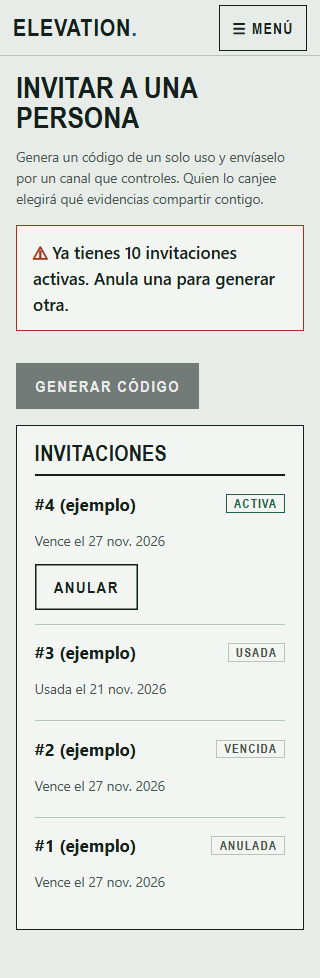 ELEVATION.
☰ MENÚ
INVITAR A UNA
PERSONA
Genera un código de un solo uso y envíaselo
por un canal que controles. Quien lo canjee
elegirá qué evidencias compartir contigo.
⚠ Ya tienes 10 invitaciones
activas. Anula una para generar
otra.
GENERAR CÓDIGO
INVITACIONES
#4 (ejemplo)
ACTIVA
Vence el 27 nov. 2026
ANULAR
#3 (ejemplo)
USADA
Usada el 21 nov. 2026
#2 (ejemplo)
VENCIDA
Vence el 27 nov. 2026
#1 (ejemplo)
ANULADA
Vence el 27 nov. 2026